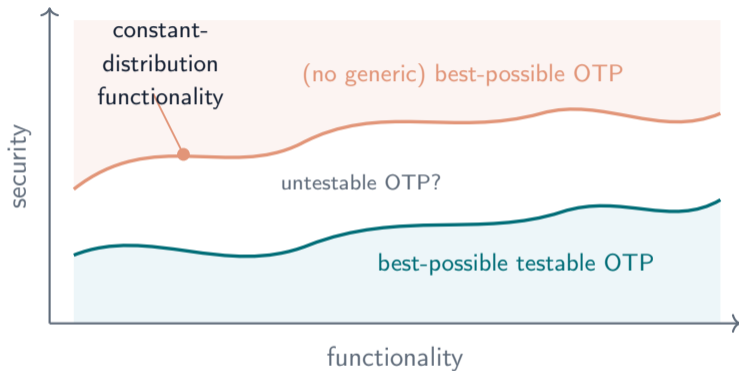 constant-
distribution
functionality
(no generic) best-possible OTP
security
untestable OTP?
best-possible testable OTP
functionality